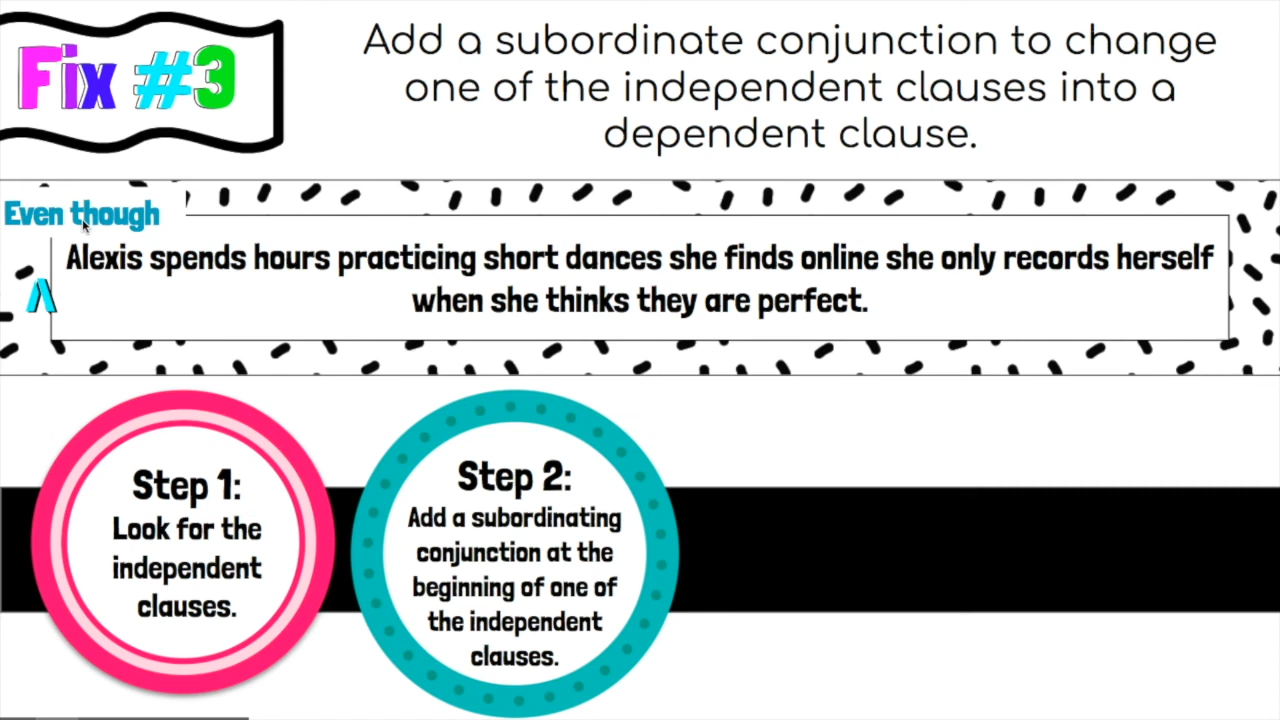 Fix #3
Add a subordinate conjunction to change
one of the independent clauses into a
dependent clause.
Even though
Alexis spends hours practicing short dances she finds online she only records herself
when she thinks they are perfect.
Step 1:
Look for the
independent
clauses.
Step 2:
Add a subordinating
conjunction at the
beginning of one of
the independent
clauses.